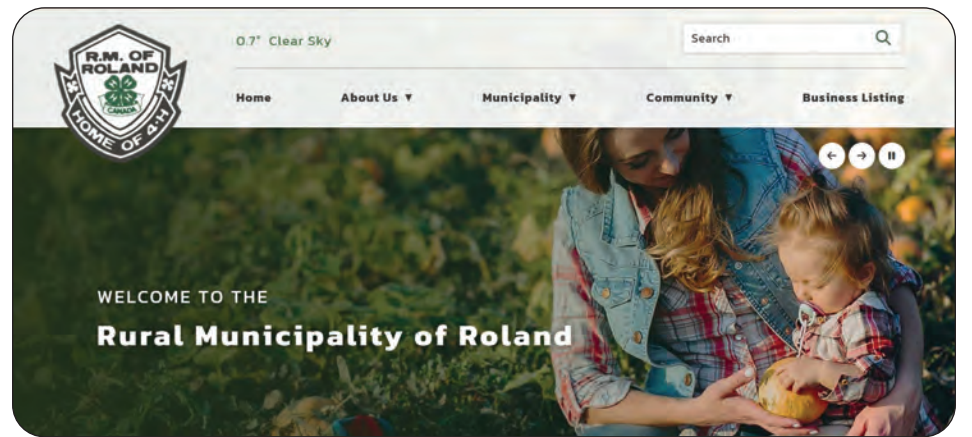 R.M. OF
ROLAND
CANADA
HOME OF 4-H
0.7° Clear Sky
Search
Home About Us ▼ Municipality ▼ Community ▼ Business Listing
WELCOME TO THE
Rural Municipality of Roland